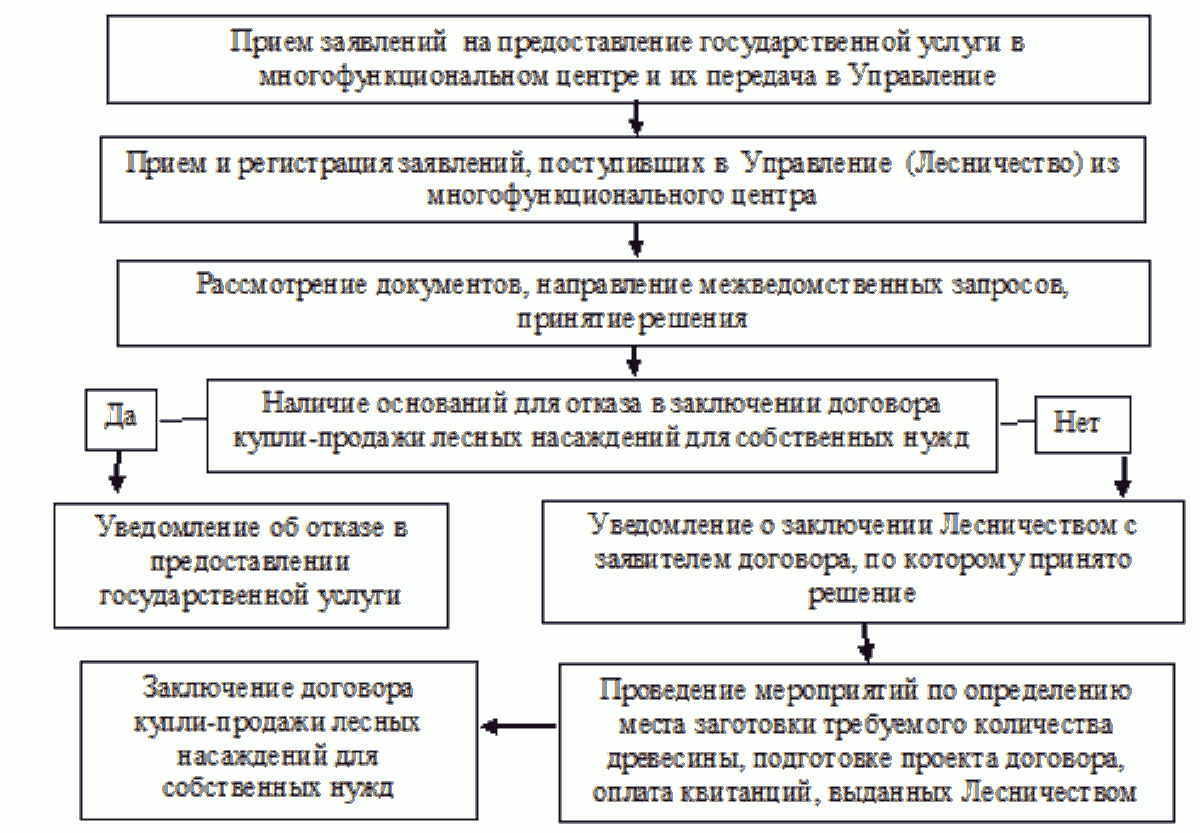 Прием заявлений на предоставление государственной услуги в
многофункциональном центре и их передача в Управление
Прием и регистрация заявлений, поступивших в Управление (Лесничество) из
многофункционального центра
Рассмотрение документов, направление межведомственных запросов,
принятие решения
Да
Наличие оснований для отказа в заключении договора
купли-продажи лесных насаждений для собственных нужд
Нет
Уведомление об отказе в
предоставлении
государственной услуги
Уведомление о заключении Лесничеством с
заявителем договора, по которому принято
решение
Заключение договора
купли-продажи лесных
насаждений для
собственных нужд
Проведение мероприятий по определению
места заготовки требуемого количества
древесины, подготовке проекта договора,
оплата квитанций, выданных Лесничеством